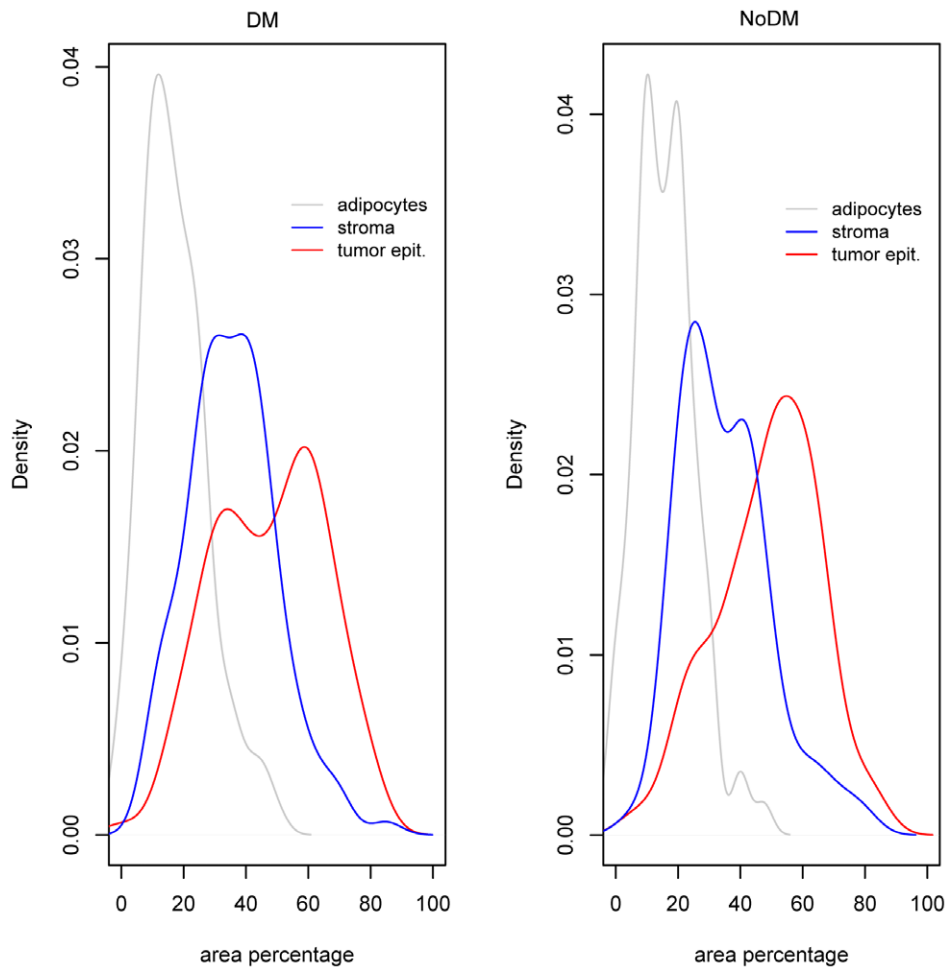 DM
0.04
0.03
0.02
0.01
0.00
Density
adipocytes
stroma
tumor epit.
0 20 40 60 80 100
area percentage
NoDM
0.04
0.03
0.02
0.01
0.00
Density
adipocytes
stroma
tumor epit.
0 20 40 60 80 100
area percentage